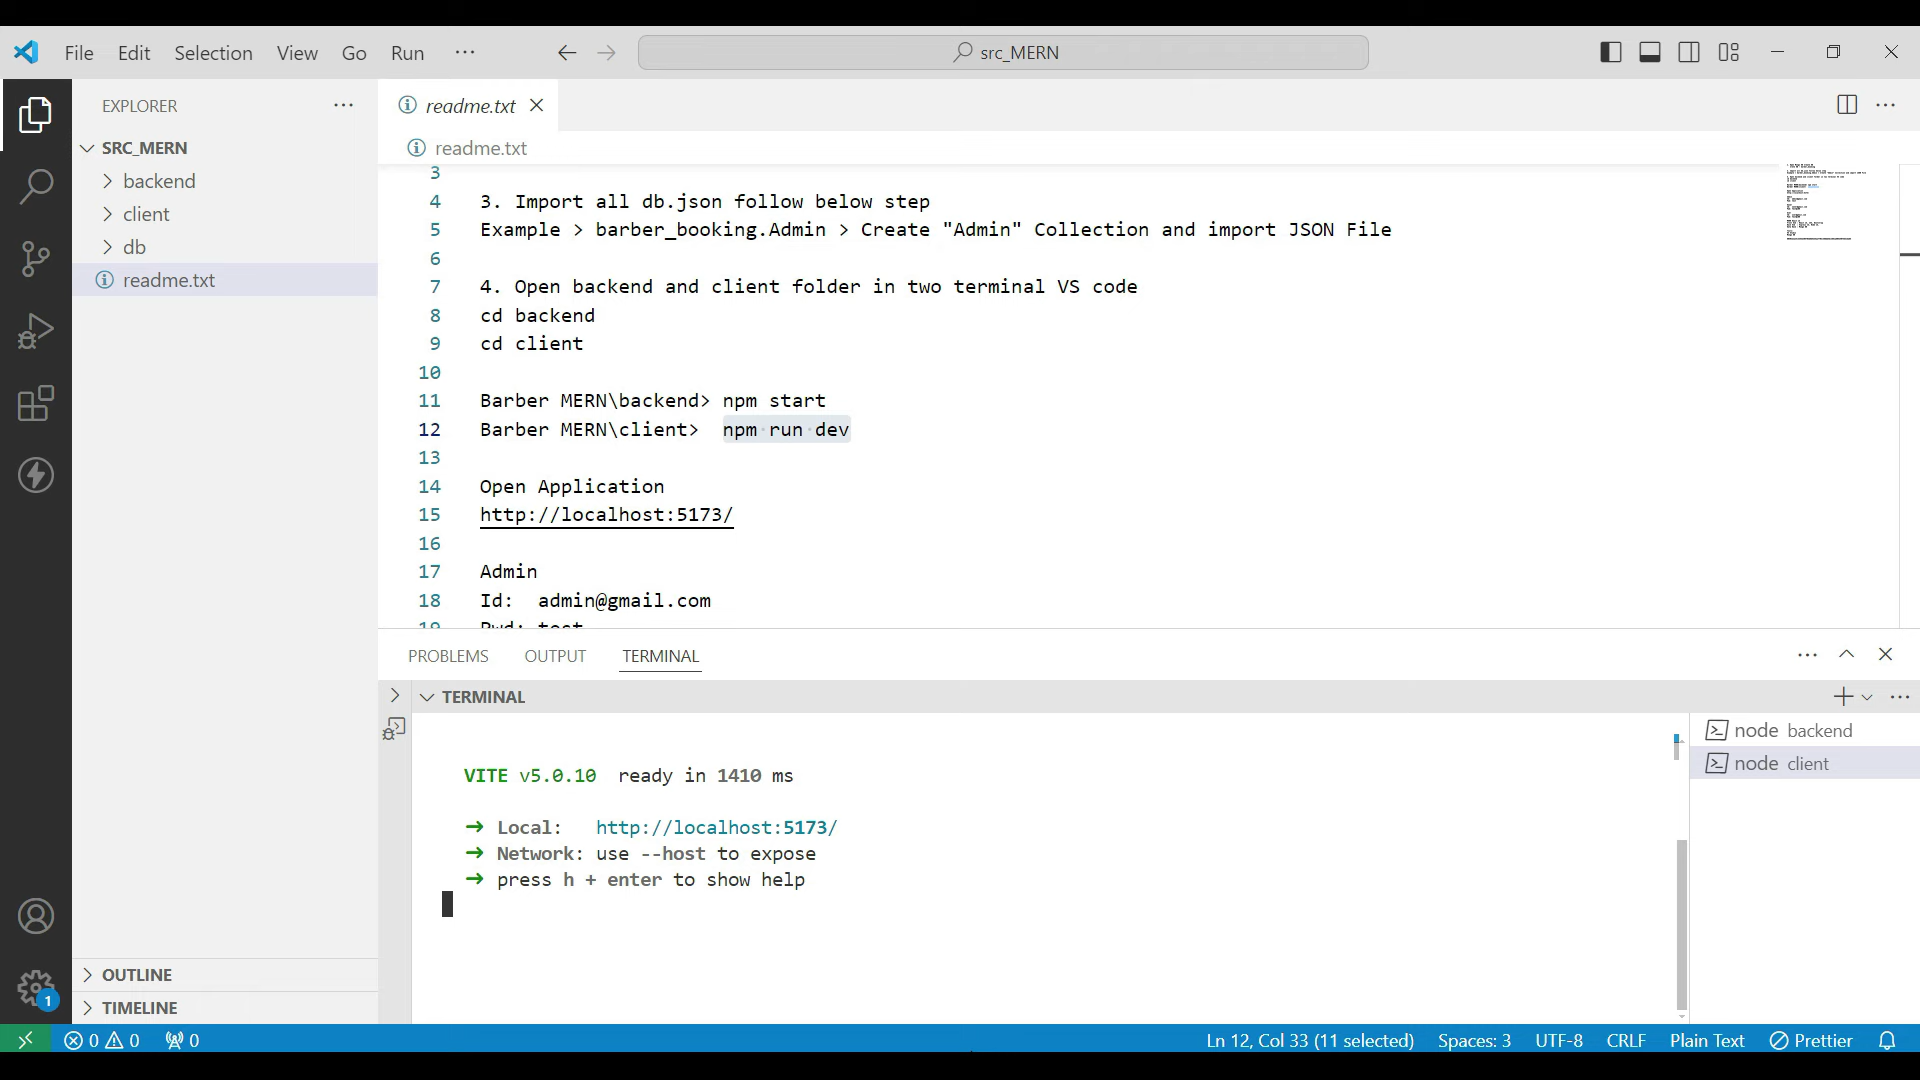 File Edit Selection View Go Run ···
src_MERN
EXPLORER
SRC_MERN
backend
client
db
readme.txt
OUTLINE
TIMELINE
1
readme.txt
readme.txt
3
4 3. Import all db.json follow below step
5 Example > barber_booking.Admin > Create "Admin" Collection and import JSON File
6
7 4. Open backend and client folder in two terminal VS code
8 cd backend
9 cd client
10
11 Barber MERN\backend> npm start
12 Barber MERN\client>  npm run dev
13
14 Open Application
15 http://localhost:5173/
16
17 Admin
18 Id:  admin@gmail.com
19 Pwd: test
PROBLEMS OUTPUT TERMINAL
TERMINAL
VITE v5.0.10  ready in 1410 ms
➜ Local:   http://localhost:5173/
➜ Network: use --host to expose
➜ press h + enter to show help
node backend
node client
0 0 0
Ln 12, Col 33 (11 selected) Spaces: 3 UTF-8 CRLF Plain Text Prettier